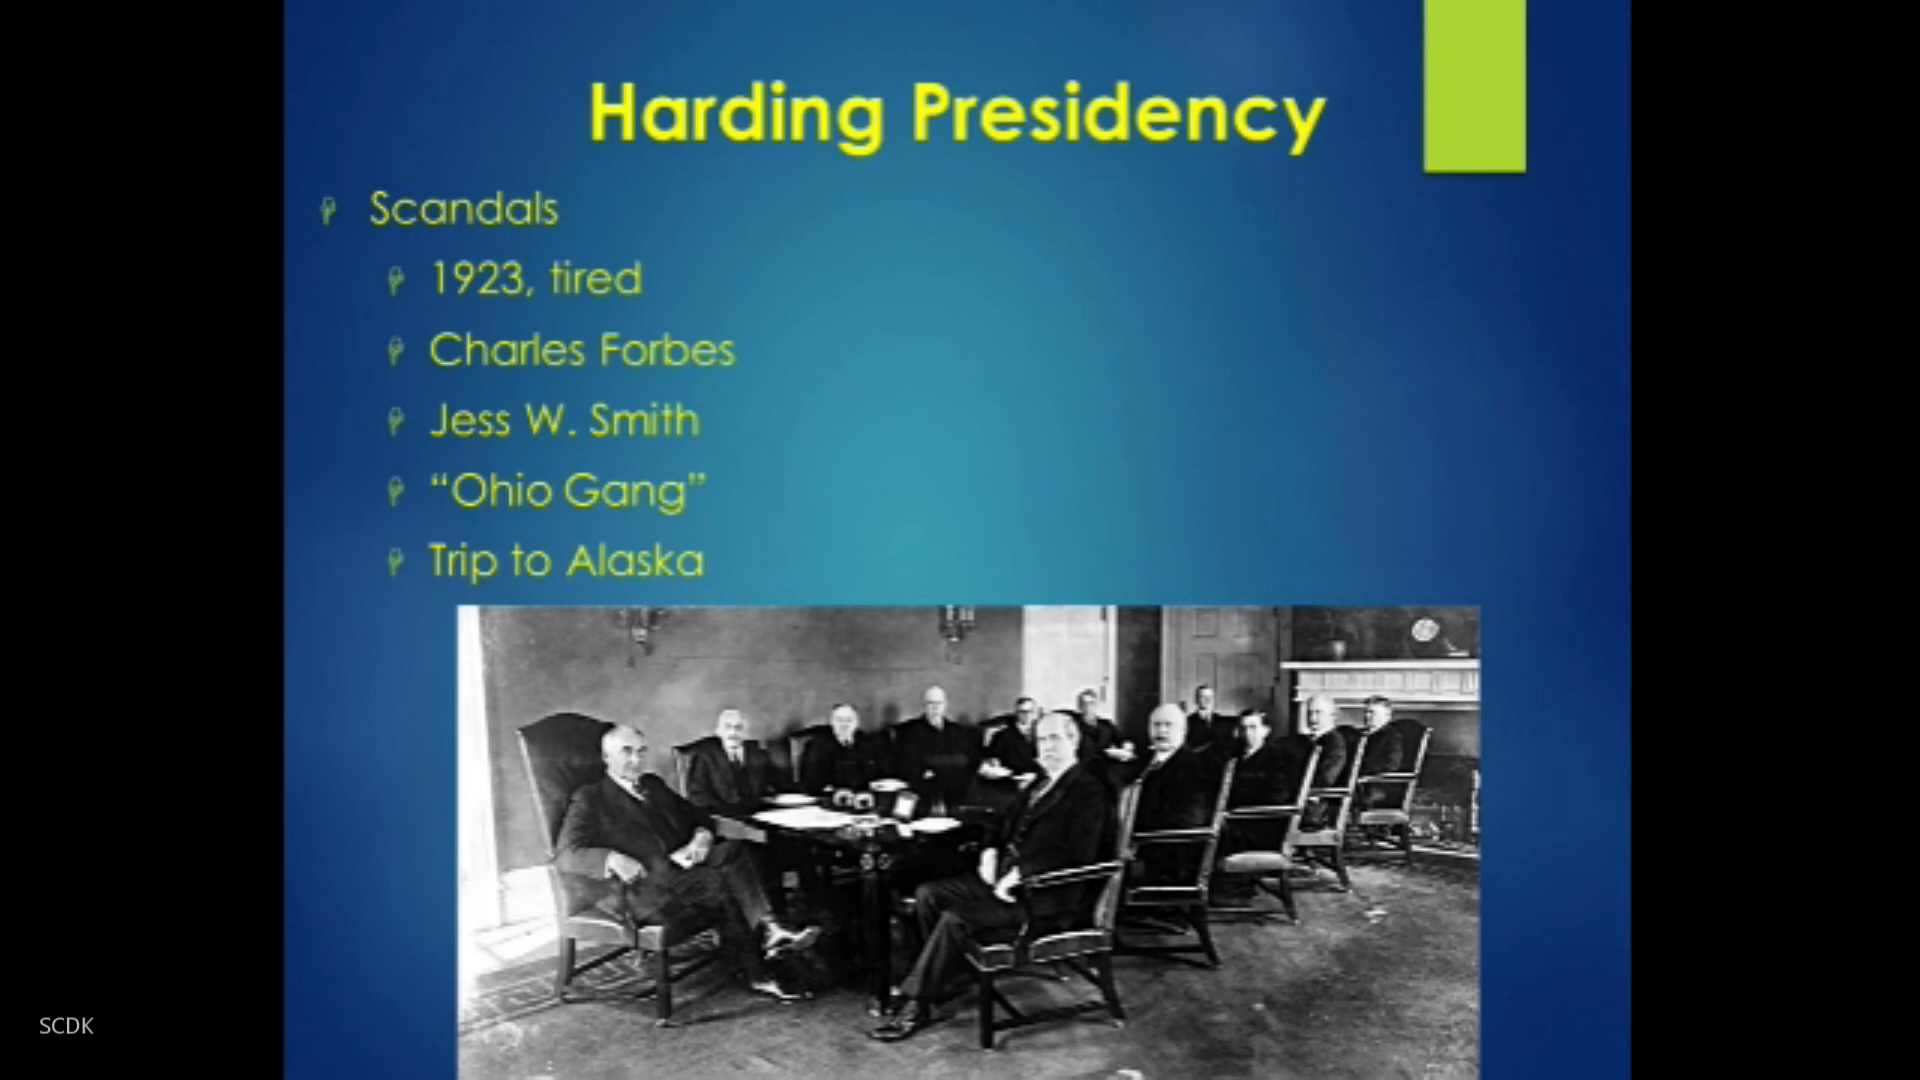 Harding Presidency
Scandals
1923, tired
Charles Forbes
Jess W. Smith
“Ohio Gang”
Trip to Alaska
SCDK